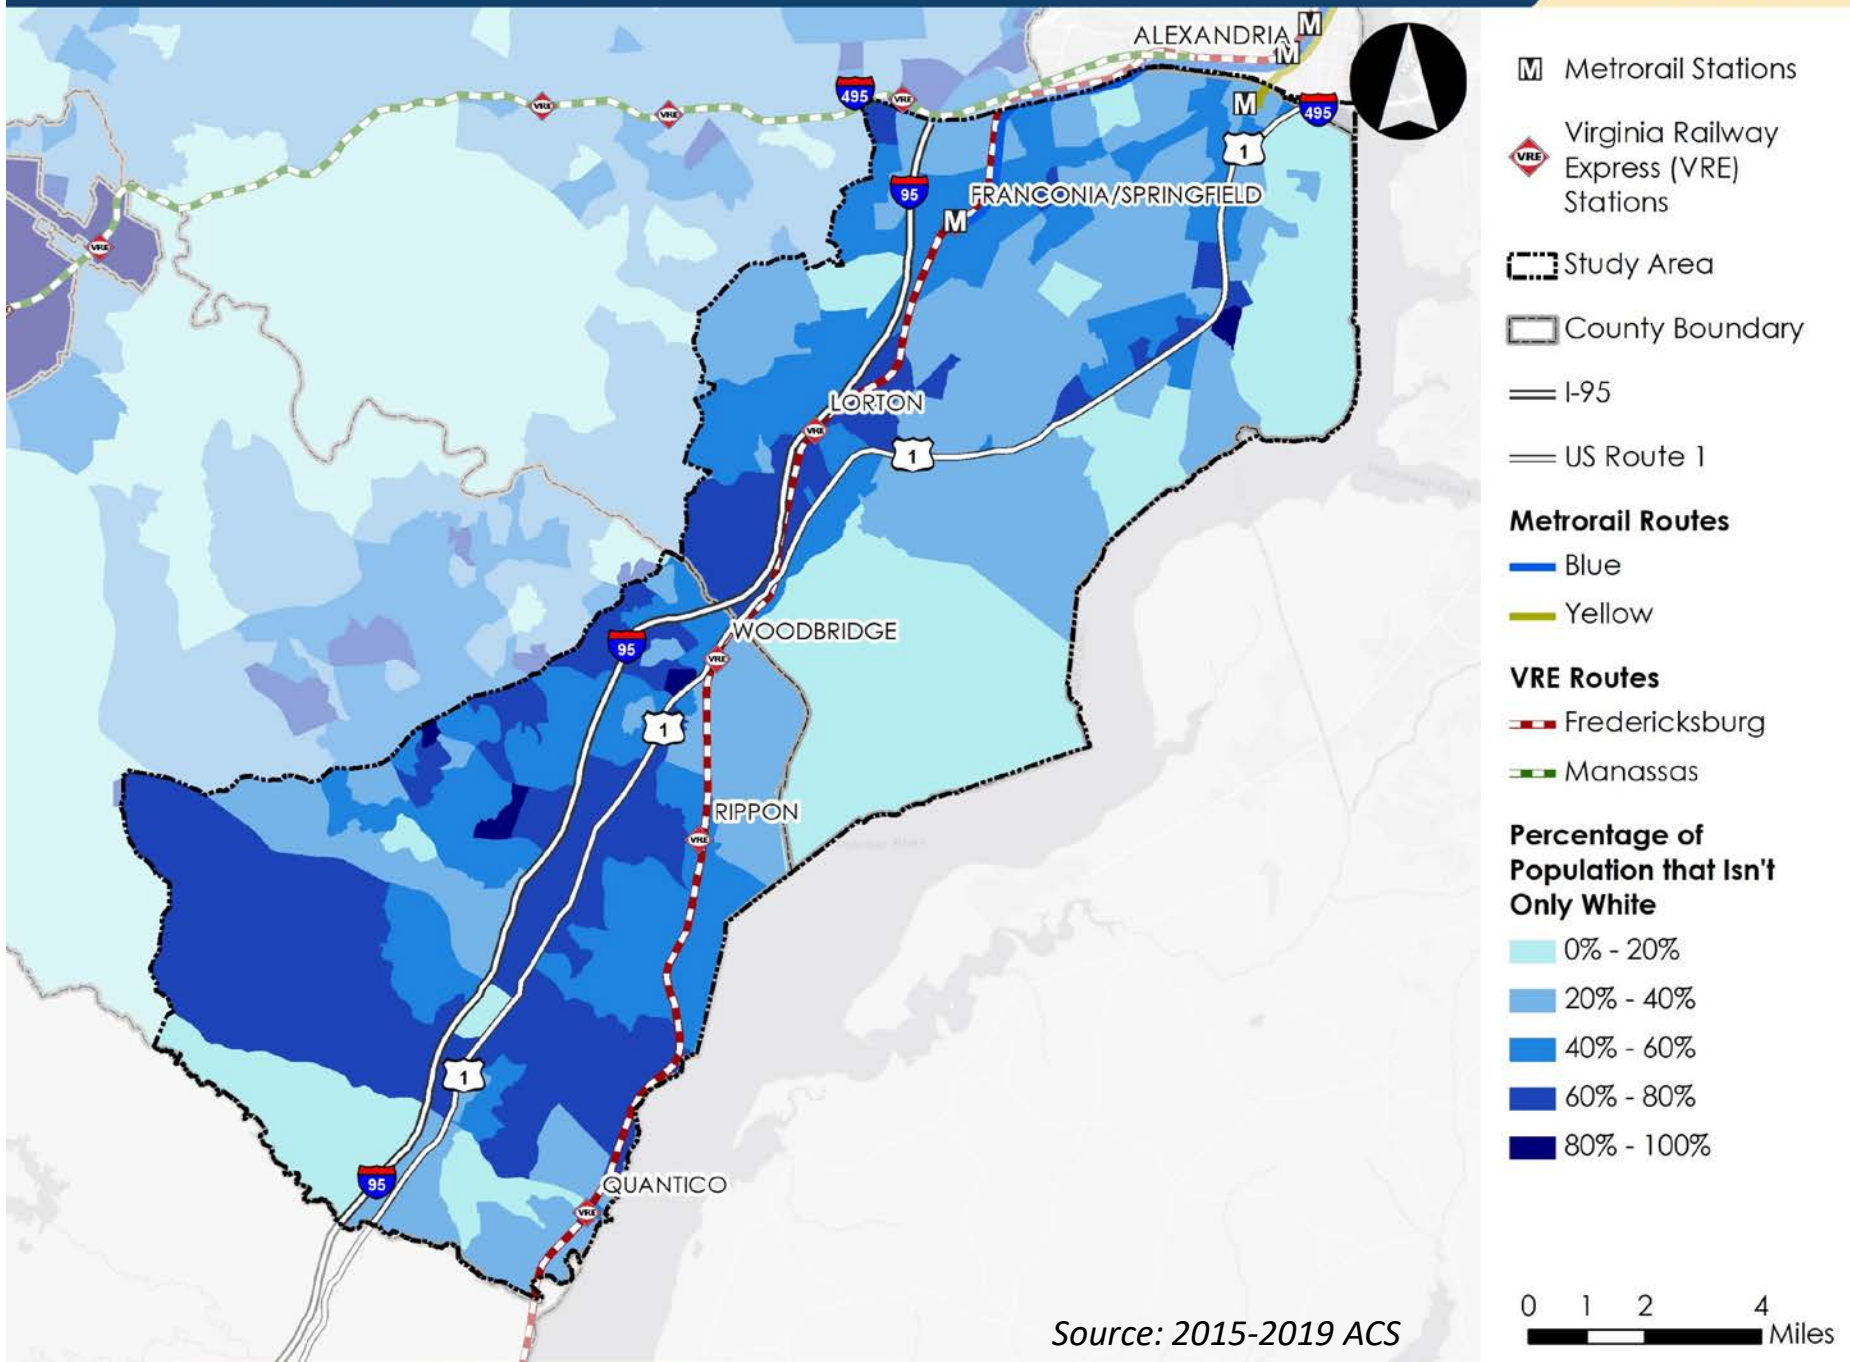 ALEXANDRIA
M
M
M
495
VRE
VRE
VRE
495
1
95
FRANCONIA/SPRINGFIELD
M
VRE
LORTON
VRE
1
WOODBRIDGE
95
VRE
1
RIPPON
VRE
1
QUANTICO
95
VRE
Source: 2015-2019 ACS
M Metrorail Stations
VRE Virginia Railway
Express (VRE)
Stations
Study Area
County Boundary
I-95
US Route 1
Metrorail Routes
Blue
Yellow
VRE Routes
Fredericksburg
Manassas
Percentage of
Population that Isn't
Only White
0% - 20%
20% - 40%
40% - 60%
60% - 80%
80% - 100%
0 1 2 4
Miles